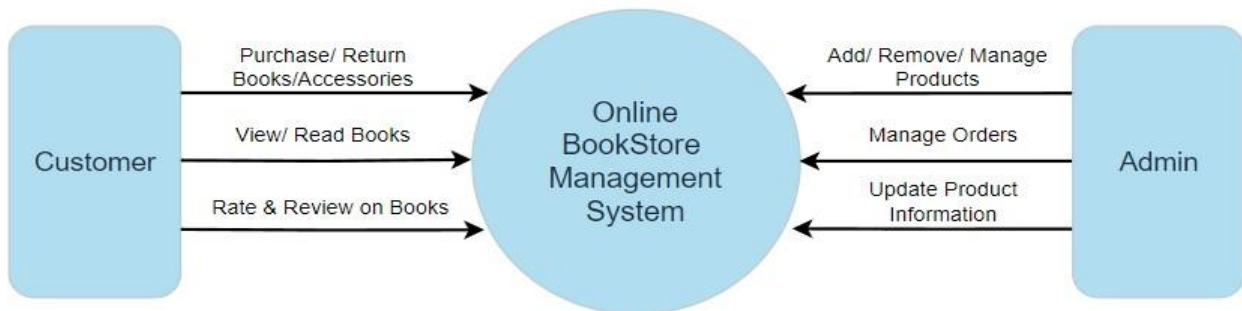 Customer
Purchase/ Return
Books/Accessories
View/ Read Books
Rate & Review on Books
Online
BookStore
Management
System
Add/ Remove/ Manage
Products
Manage Orders
Update Product
Information
Admin